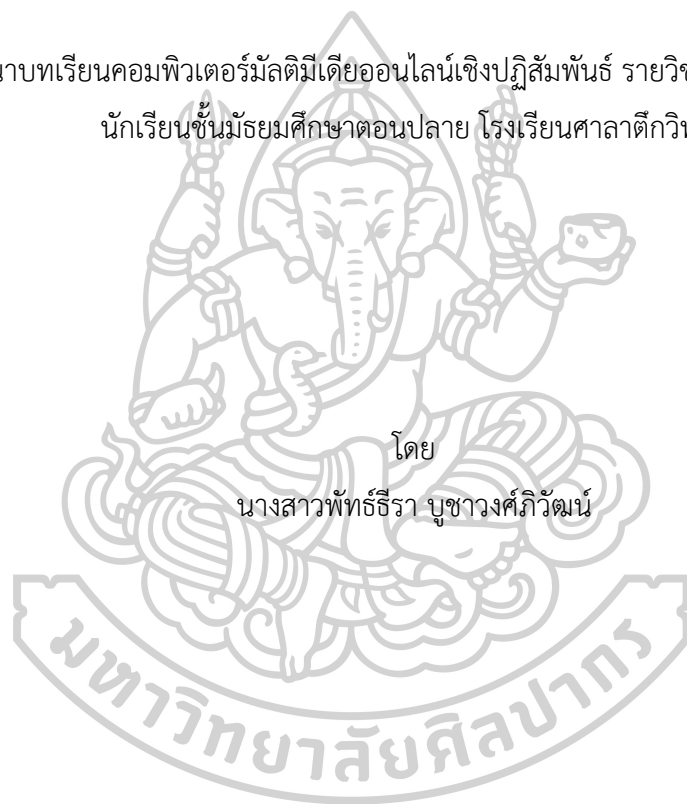 นาบทเรียนคอมพิวเตอร์มัลติมีเดียออนไลน์เชิงปฏิสัมพันธ์ รายวิช
นักเรียนชั้นมัธยมศึกษาตอนปลาย โรงเรียนศาลาตึกวิท
โดย
นางสาวพัทธ์ธีรา บูชาวงศ์ภิวัฒน์
มหาวิทยาลัยศิลปากร